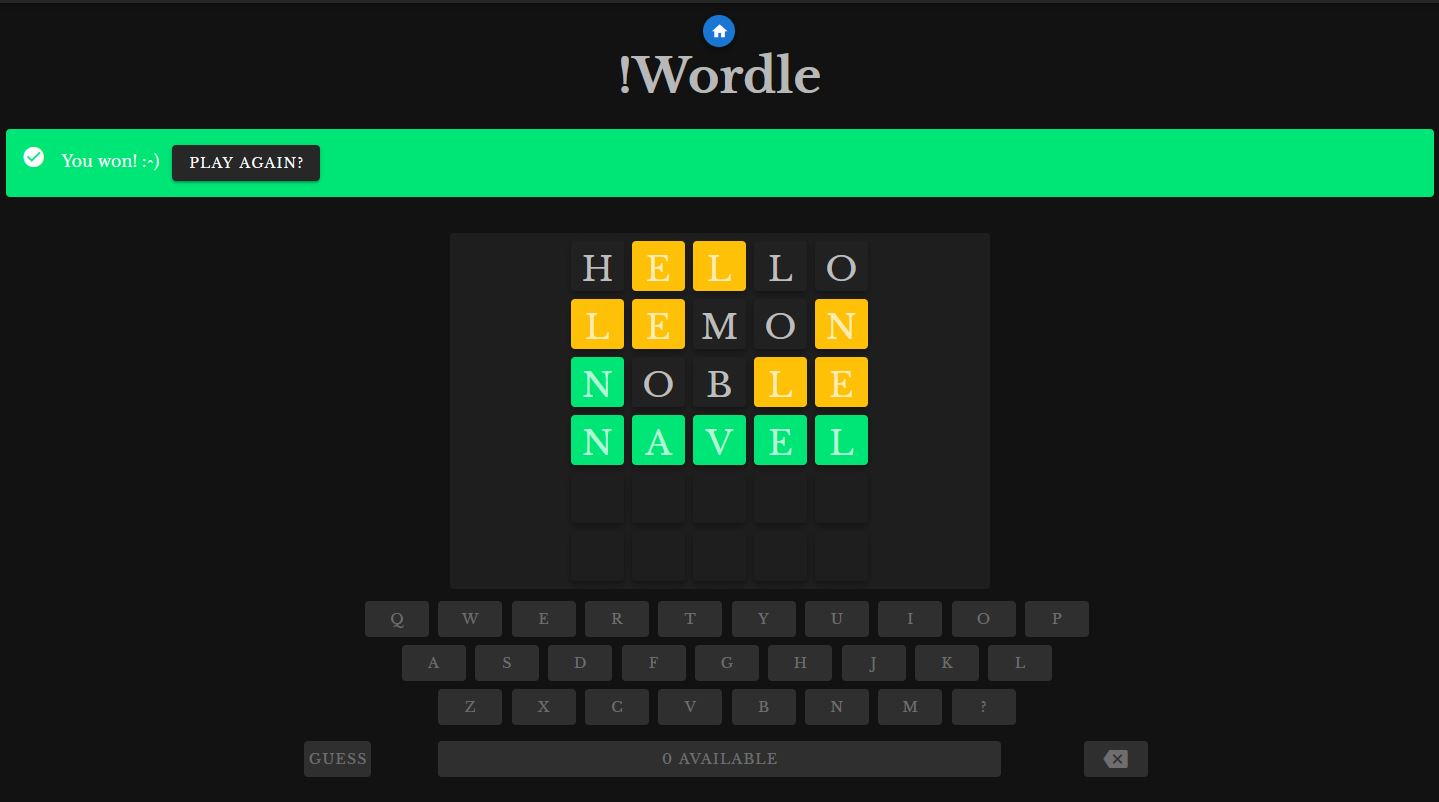 !Wordle
You won! :^) PLAY AGAIN?
H E L L O
L E M O N
N O B L E
N A V E L
Q W E R T Y U I O P
A S D F G H J K L
Z X C V B N M ?
GUESS 0 AVAILABLE